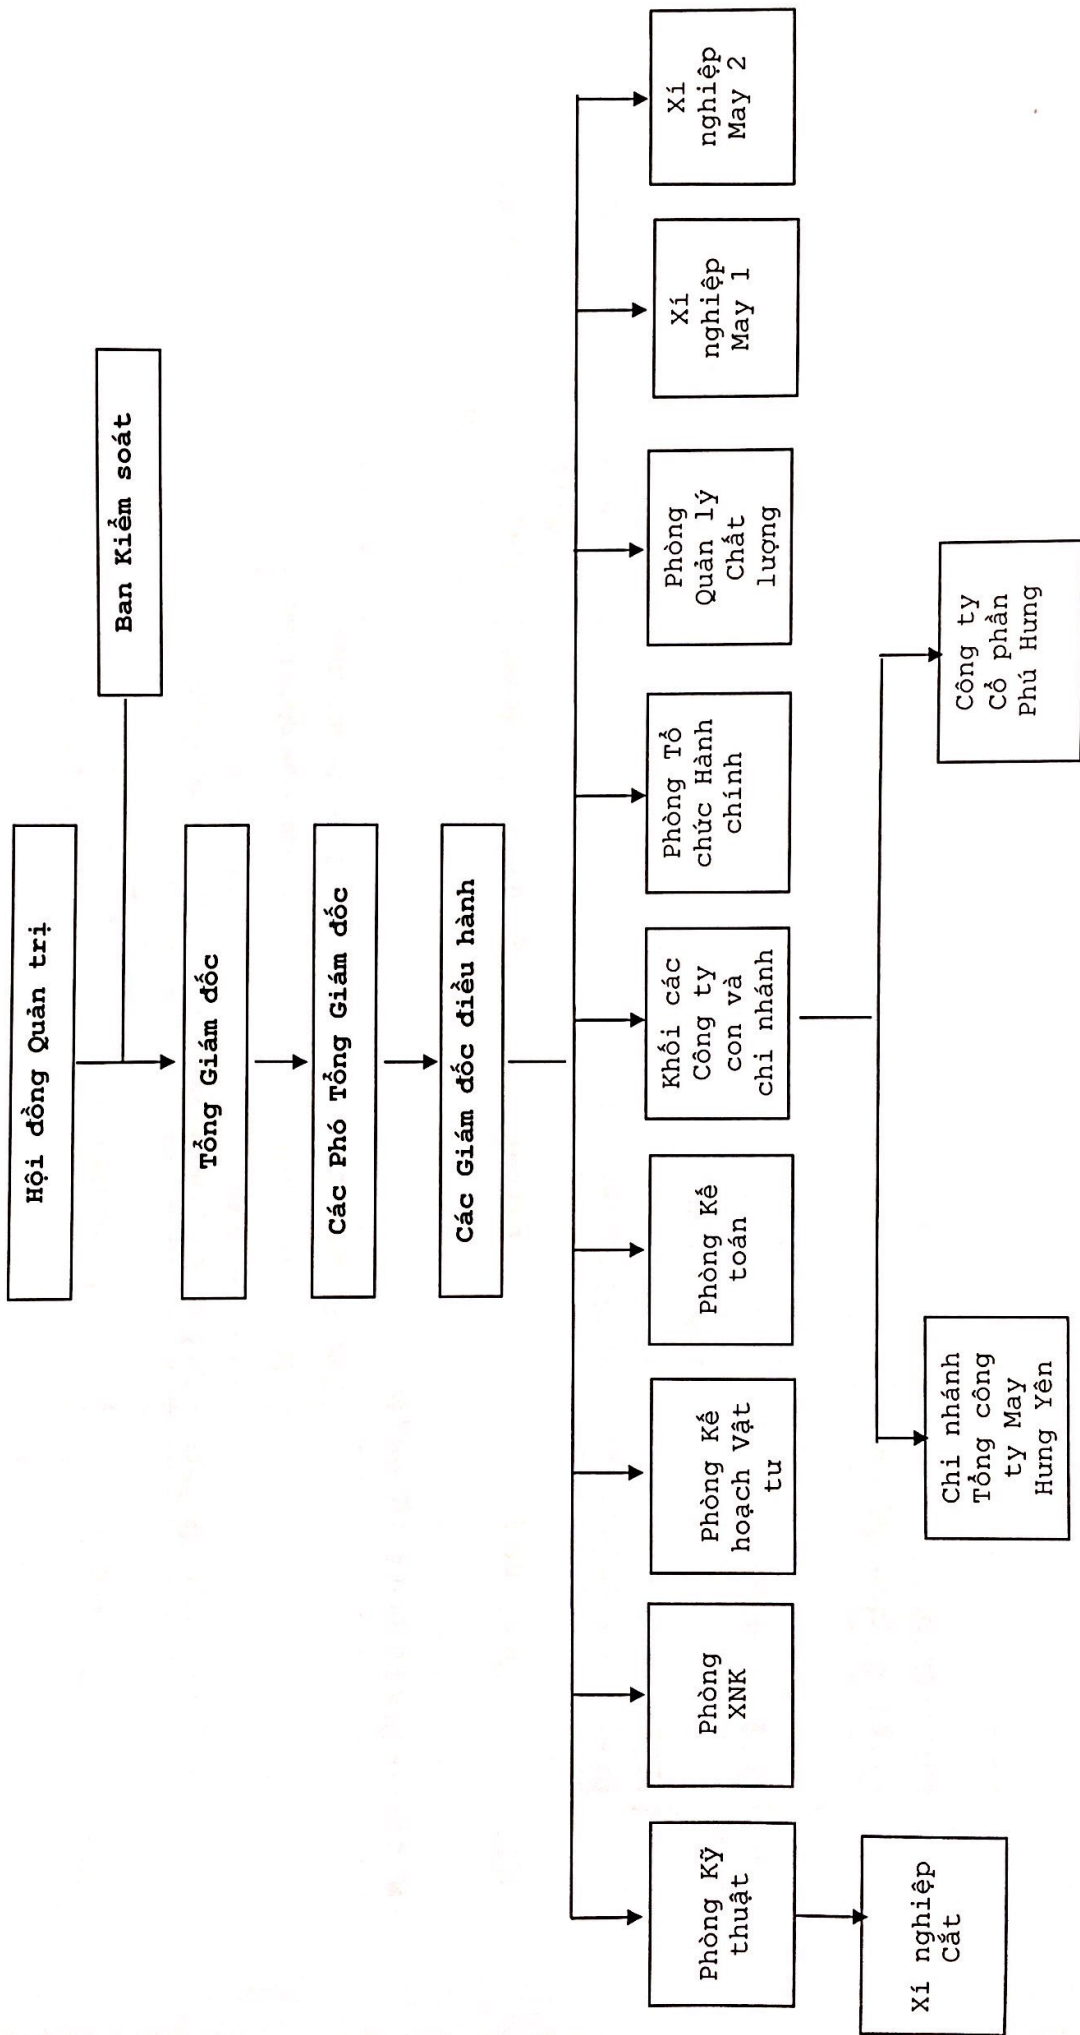 Hội đồng Quản trị
Ban Kiểm soát
Tổng Giám đốc
Các Phó Tổng Giám đốc
Các Giám đốc điều hành
Phòng Kỹ
thuật
Phòng
XNK
Phòng Kế
hoạch Vật
tư
Phòng Kế
toán
Khối các
Công ty
con và
chi nhánh
Phòng Tổ
chức Hành
chính
Phòng
Quản lý
Chất
lượng
Xí
nghiệp
May 1
Xí
nghiệp
May 2
Xí nghiệp
Cắt
Chi nhánh
Tổng công
ty May
Hưng Yên
Công ty
Cổ phần
Phú Hưng